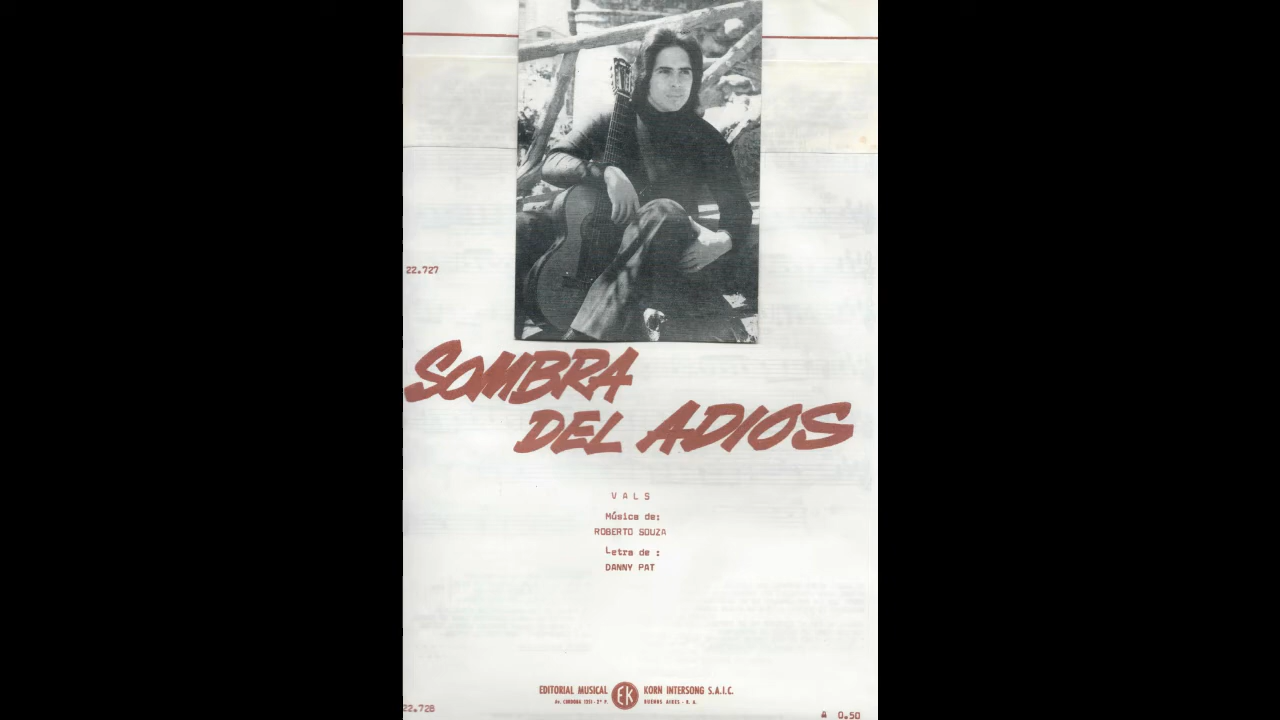 22.727
SOMBRA
DEL ADIOS
VALS
Música de:
ROBERTO SOUZA
Letra de :
DANNY PAT
EDITORIAL MUSICAL EK KORN INTERSONG S.A.I.C.
BUENOS AIRES - R. A.
22.728
0.50